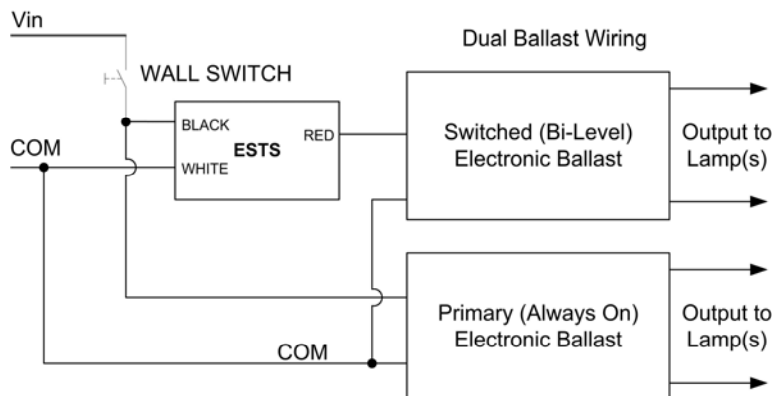 Vin
Dual Ballast Wiring
WALL SWITCH
BLACK
RED
ESTS
WHITE
COM
Switched (Bi-Level)
Electronic Ballast
Output to
Lamp(s)
Primary (Always On)
Electronic Ballast
Output to
Lamp(s)
COM